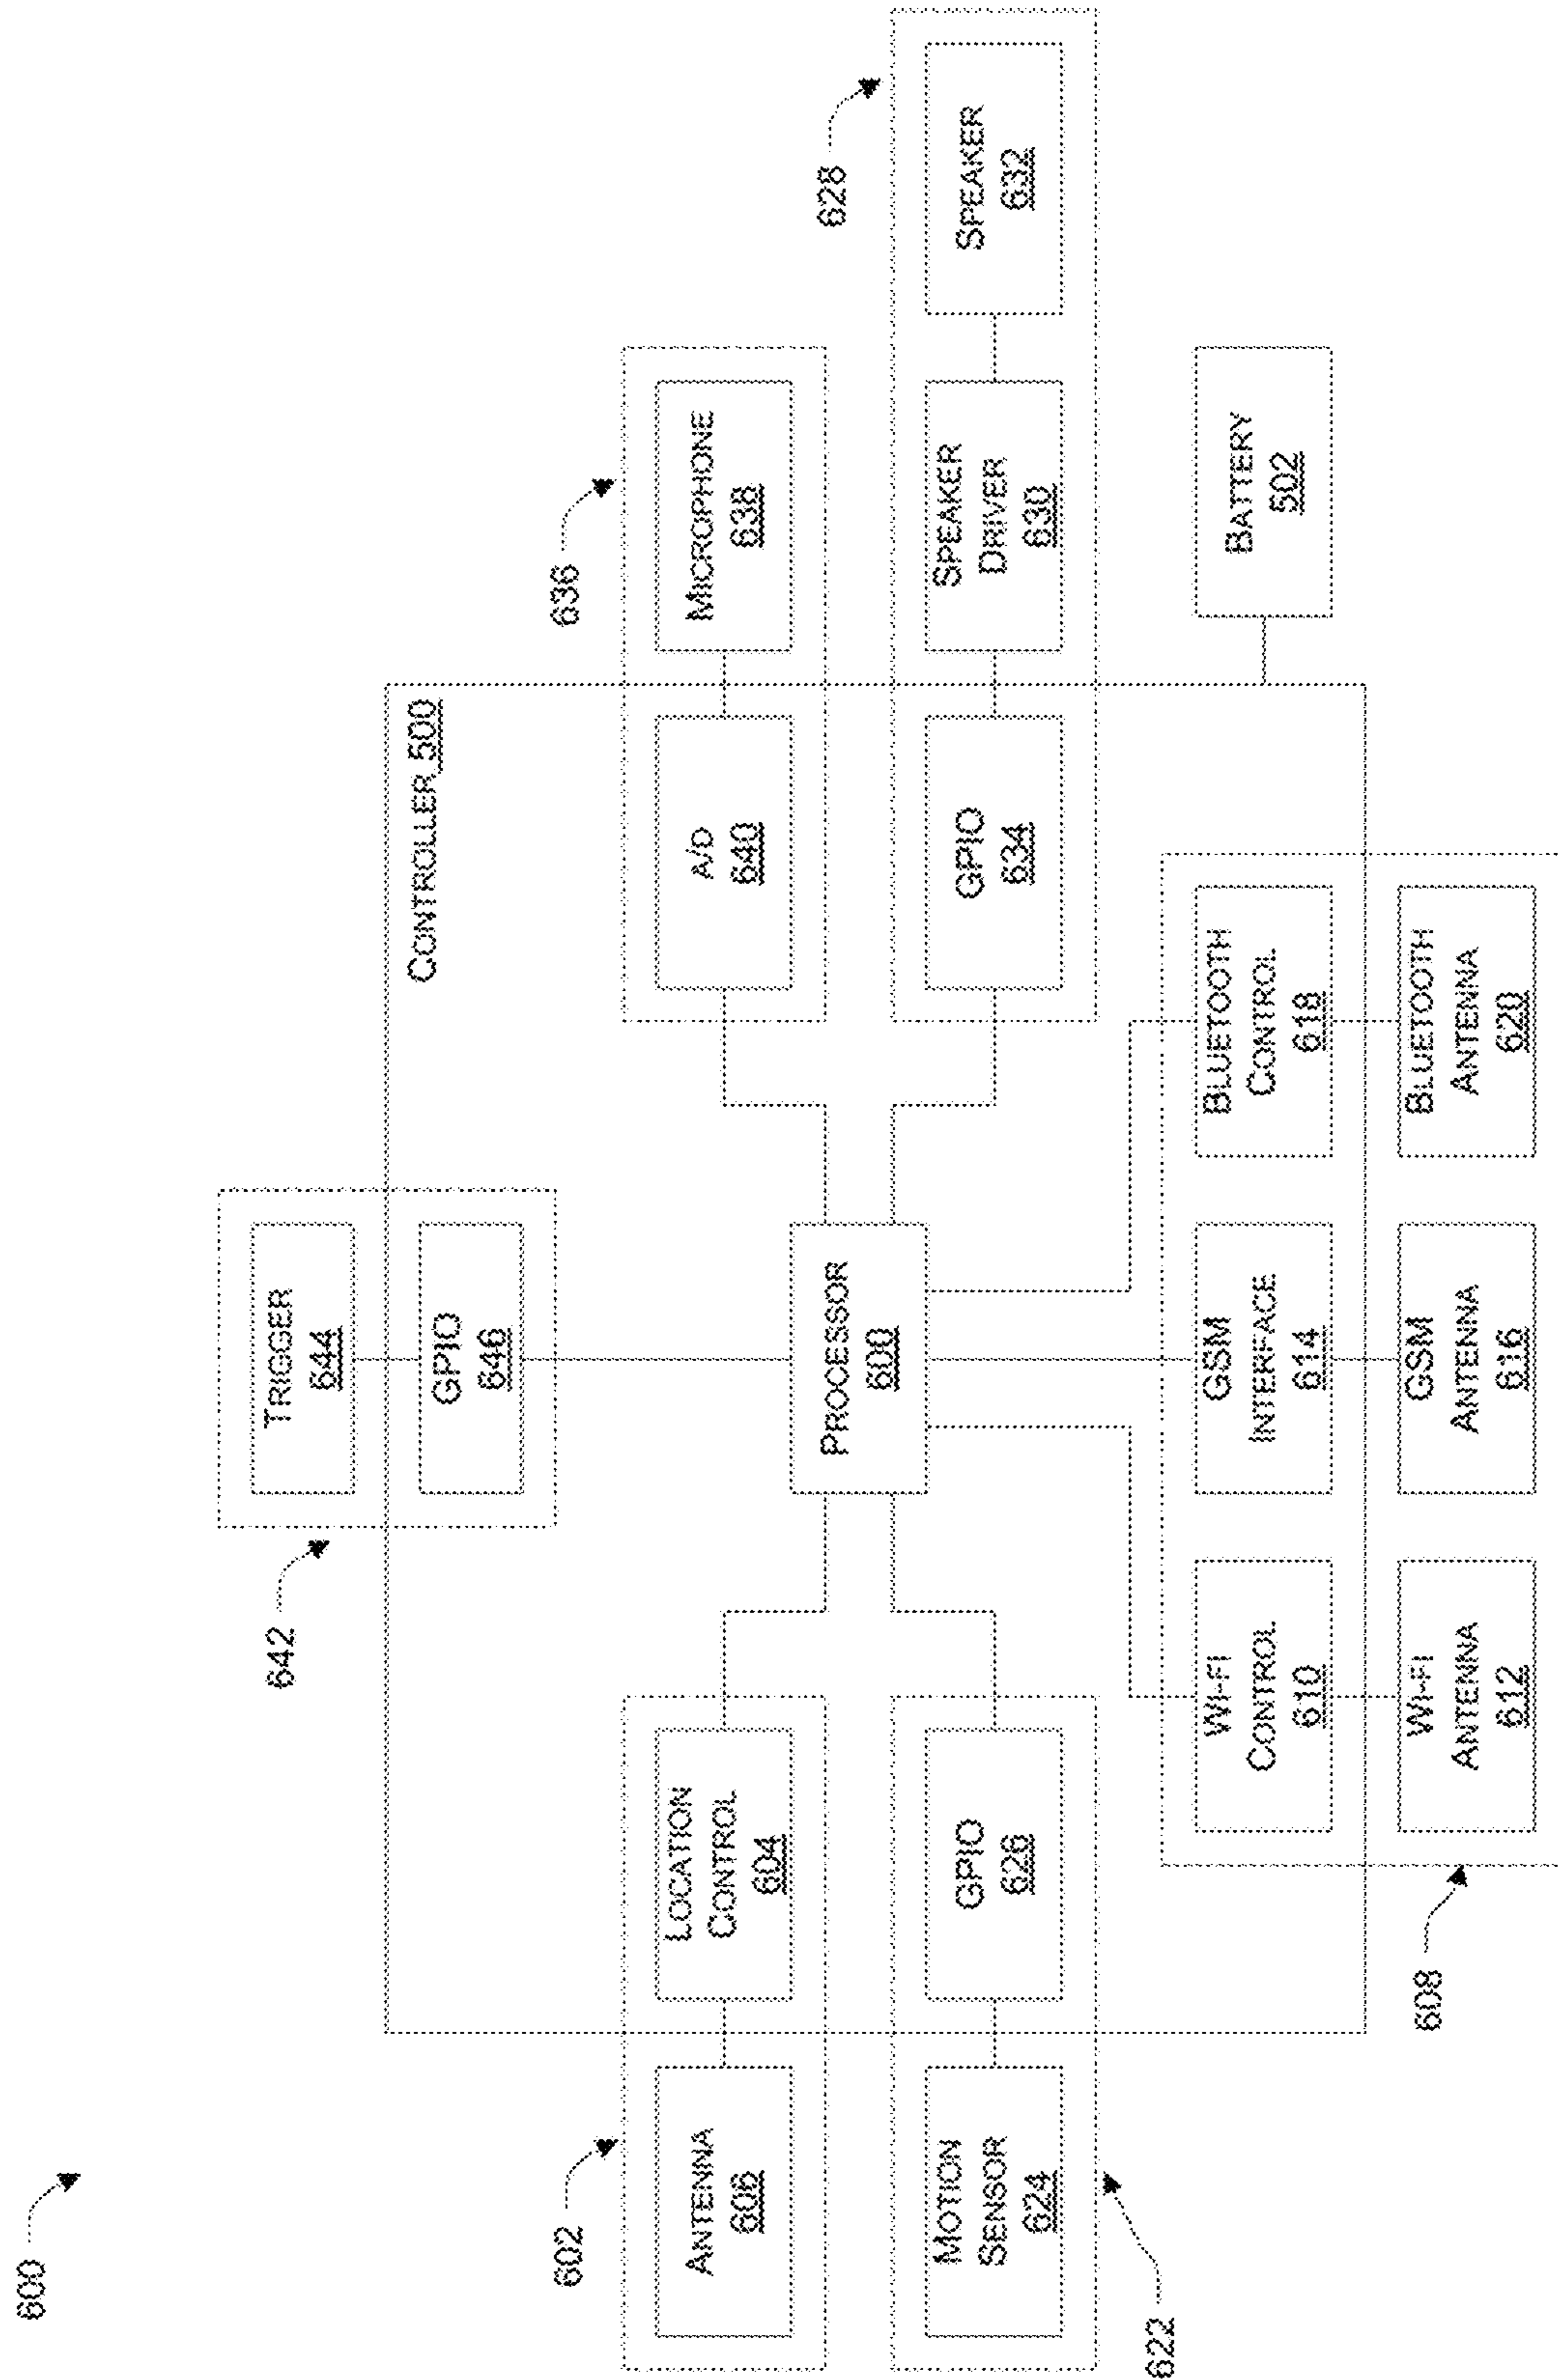 600
642
TRIGGER
644
CONTROLLER 500
GPIO
646
602
636
ANTENNA
606
LOCATION
CONTROL
604
A/D
640
MICROPHONE
638
628
PROCESSOR
600
MOTION
SENSOR
624
GPIO
626
GPIO
634
SPEAKER
DRIVER
630
SPEAKER
632
622
WI-FI
CONTROL
610
GSM
INTERFACE
614
BLUETOOTH
CONTROL
618
BATTERY
502
608
WI-FI
ANTENNA
612
GSM
ANTENNA
616
BLUETOOTH
ANTENNA
620